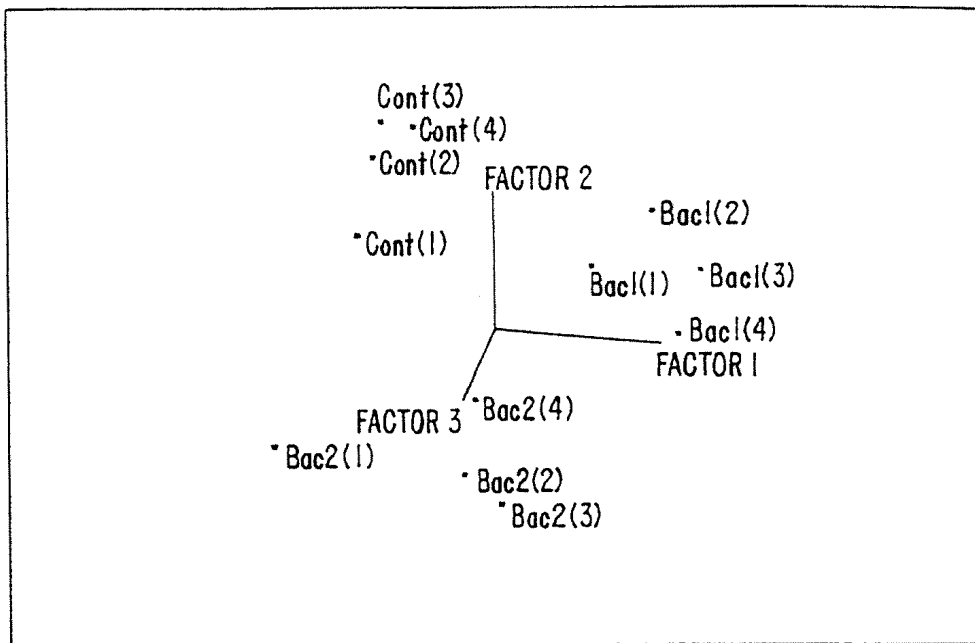 Cont(3)
Cont(4)
Cont(2)
FACTOR 2
Bac1(2)
Cont(1)
Bac1(1)
Bac1(3)
Bac1(4)
FACTOR 1
Bac2(4)
FACTOR 3
Bac2(1)
Bac2(2)
Bac2(3)